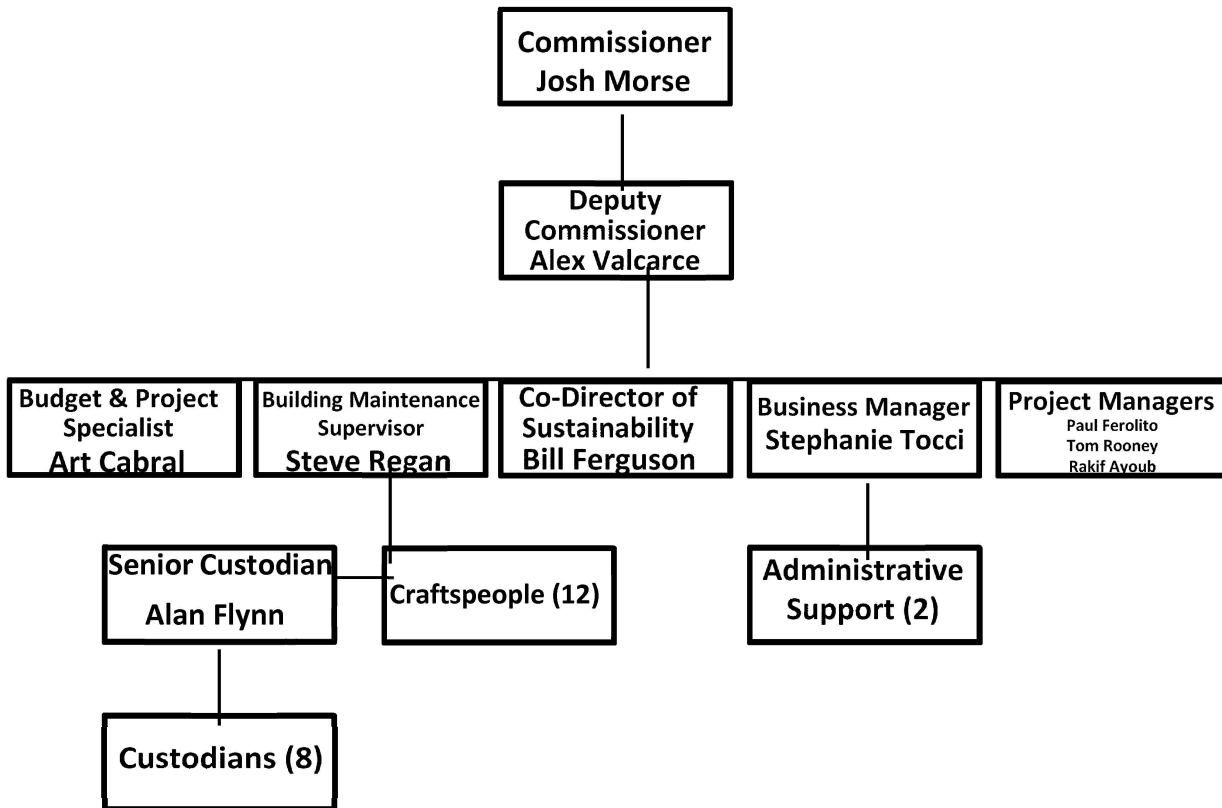 Commissioner
Josh Morse
Deputy
Commissioner
Alex Valcarce
Budget & Project
Specialist
Art Cabral
Building Maintenance
Supervisor
Steve Regan
Co-Director of
Sustainability
Bill Ferguson
Business Manager
Stephanie Tocci
Project Managers
Paul Ferolito
Tom Rooney
Rakif Ayoub
Senior Custodian
Alan Flynn
Craftspeople (12)
Administrative
Support (2)
Custodians (8)